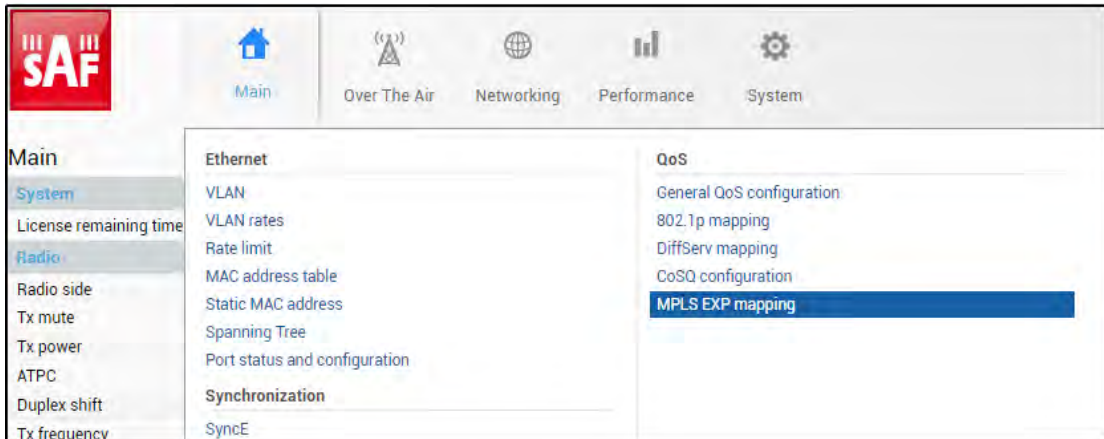 SAF
Main
Over The Air
Networking
Performance
System
Main
System
License remaining time
Radio
Radio side
Tx mute
Tx power
ATPC
Duplex shift
Tx frequency
Ethernet
VLAN
VLAN rates
Rate limit
MAC address table
Static MAC address
Spanning Tree
Port status and configuration
Synchronization
SyncE
QoS
General QoS configuration
802.1p mapping
DiffServ mapping
CoSQ configuration
MPLS EXP mapping